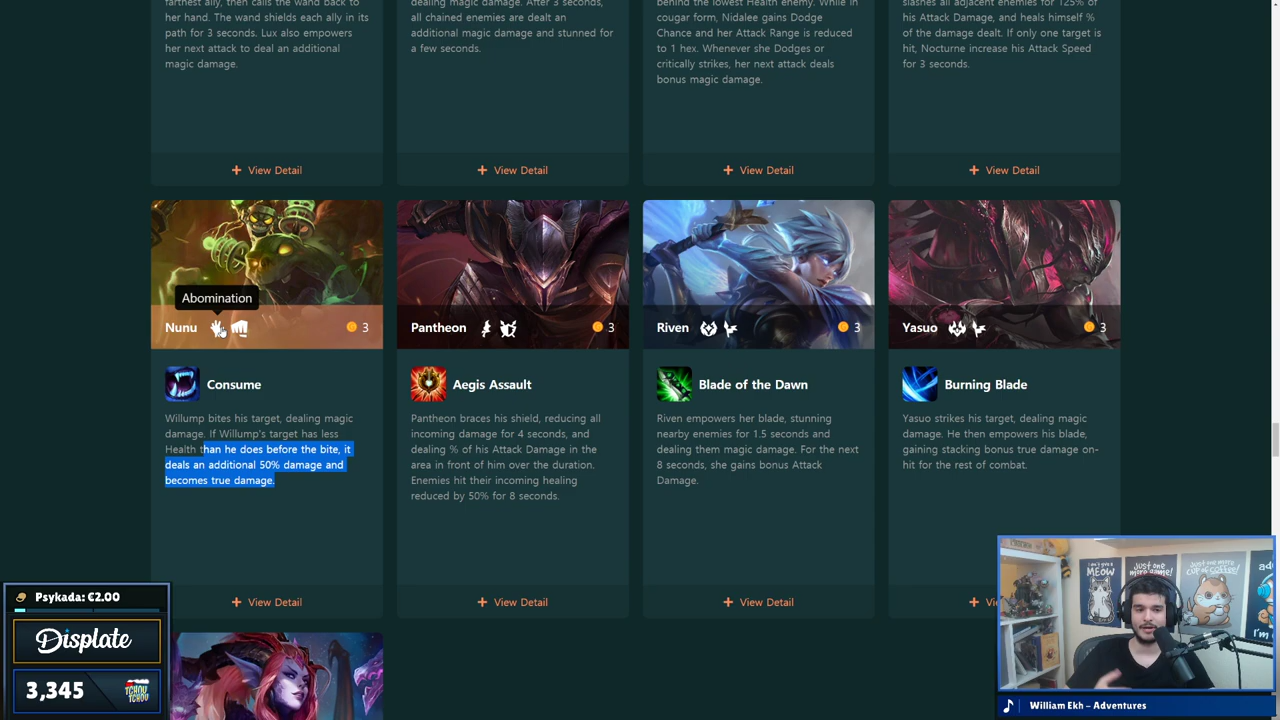 farthest ally, then calls the wand back to
her hand. The wand shields each ally in its
path for 3 seconds. Lux also empowers
her next attack to deal an additional
magic damage.
dealing magic damage. After 3 seconds,
all chained enemies are dealt an
additional magic damage and stunned for
a few seconds.
behind the lowest Health enemy. While in
cougar form, Nidalee gains Dodge
Chance and her Attack Range is reduced
to 1 hex. Whenever she Dodges or
critically strikes, her next attack deals
bonus magic damage.
slashes all adjacent enemies for 125% of
his Attack Damage, and heals himself %
of the damage dealt. If only one target is
hit, Nocturne increase his Attack Speed
for 3 seconds.
+ View Detail
+ View Detail
+ View Detail
+ View Detail
Abomination
Nunu 3
Pantheon 3
Riven 3
Yasuo 3
Consume
Willump bites his target, dealing magic
damage. If Willump's target has less
Health than he does before the bite, it
deals an additional 50% damage and
becomes true damage.
Aegis Assault
Pantheon braces his shield, reducing all
incoming damage for 4 seconds, and
dealing % of his Attack Damage in the
area in front of him over the duration.
Enemies hit their incoming healing
reduced by 50% for 8 seconds.
Blade of the Dawn
Riven empowers her blade, stunning
nearby enemies for 1.5 seconds and
dealing them magic damage. For the next
8 seconds, she gains bonus Attack
Damage.
Burning Blade
Yasuo strikes his target, dealing magic
damage. He then empowers his blade,
gaining stacking bonus true damage on-
hit for the rest of combat.
+ View Detail
+ View Detail
+ View Detail
+ Vi
Psykada: €2.00
Displate
3,345
TCHOU
TCHOU
MEOW
Just one
more game!
Just one more
cup of coffee!
I'm o
William Ekh – Adventures